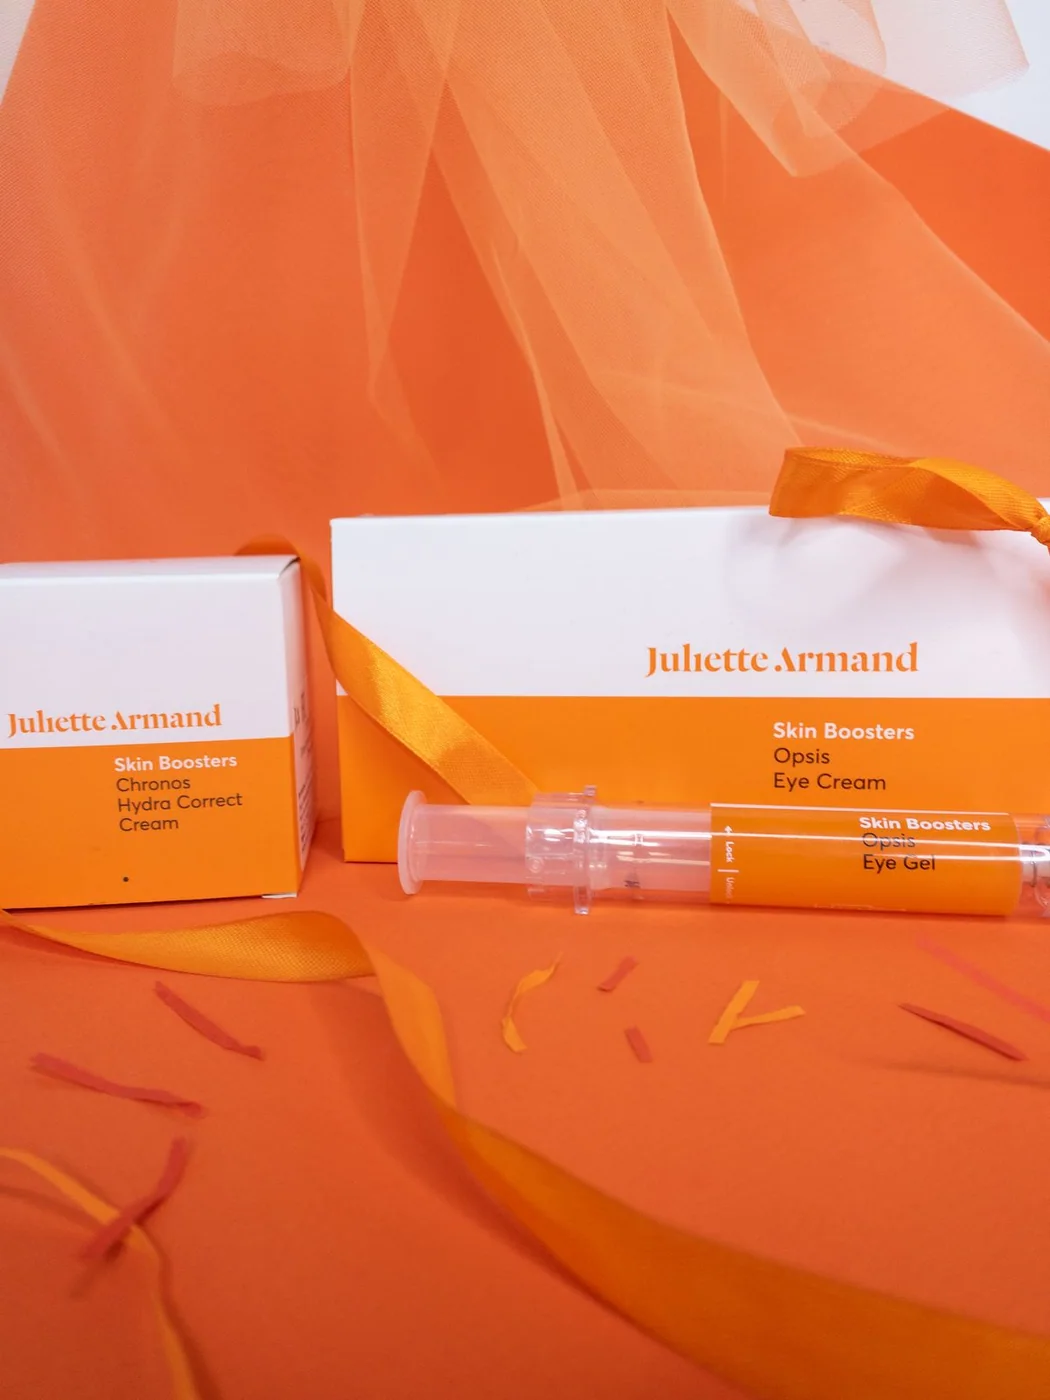 Juliette Armand
Skin Boosters
Chronos
Hydra Correct
Cream
Juliette Armand
Skin Boosters
Opsis
Eye Cream
Lock
Skin Boosters
Opsis
Eye Gel